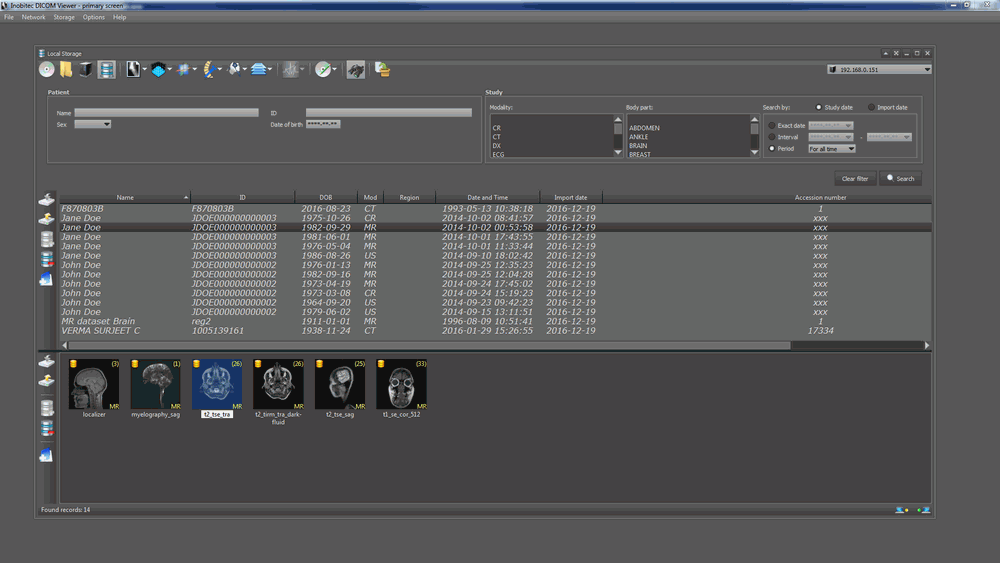 Inobitec DICOM Viewer - primary screen
File Network Storage Options Help
Local Storage
192.168.0.151
Patient
Name
ID
Sex
Date of birth ****.**.**
Study
Modality:
CR
CT
DX
ECG
Body part:
ABDOMEN
ANKLE
BRAIN
BREAST
Search by: Study date Import date
Exact date ****.**.**
Interval ****.**.** - ****.**.**
Period For all time
Clear filter Search
Name ID DOB Mod Region Date and Time Import date Accession number
F870803B F870803B 2016-08-23 CT 1993-05-13 10:38:18 2016-12-19 1
Jane Doe JDOE000000000003 1975-10-26 CR 2014-10-02 08:41:57 2016-12-19 xxx
Jane Doe JDOE000000000003 1982-09-29 MR 2014-10-02 00:53:58 2016-12-19 xxx
Jane Doe JDOE000000000003 1981-06-01 MR 2014-10-01 17:43:55 2016-12-19 xxx
Jane Doe JDOE000000000003 1976-05-04 MR 2014-10-01 11:33:44 2016-12-19 xxx
Jane Doe JDOE000000000003 1986-08-26 US 2014-09-10 18:02:42 2016-12-19 xxx
John Doe JDOE000000000002 1976-01-13 MR 2014-09-25 12:35:23 2016-12-19 xxx
John Doe JDOE000000000002 1982-09-16 MR 2014-09-25 12:04:28 2016-12-19 xxx
John Doe JDOE000000000002 1973-04-19 MR 2014-09-24 17:45:02 2016-12-19 xxx
John Doe JDOE000000000002 1973-03-08 CR 2014-09-24 15:19:23 2016-12-19 xxx
John Doe JDOE000000000002 1964-09-20 US 2014-09-23 09:42:23 2016-12-19 xxx
John Doe JDOE000000000002 1979-06-02 US 2014-09-15 13:11:51 2016-12-19 xxx
MR dataset Brain reg2 1911-01-01 MR 1996-08-09 10:51:41 2016-12-19 1
VERMA SURJEET C 1005139161 1938-11-24 CT 2016-01-29 15:26:55 2016-12-19 17334
(3) (1) (26) (26) (25) (33)
MR MR MR MR MR MR
localizer myelography_sag t2_tse_tra t2_tirm_tra_dark-fluid t2_tse_sag t1_se_cor_512
Found records: 14